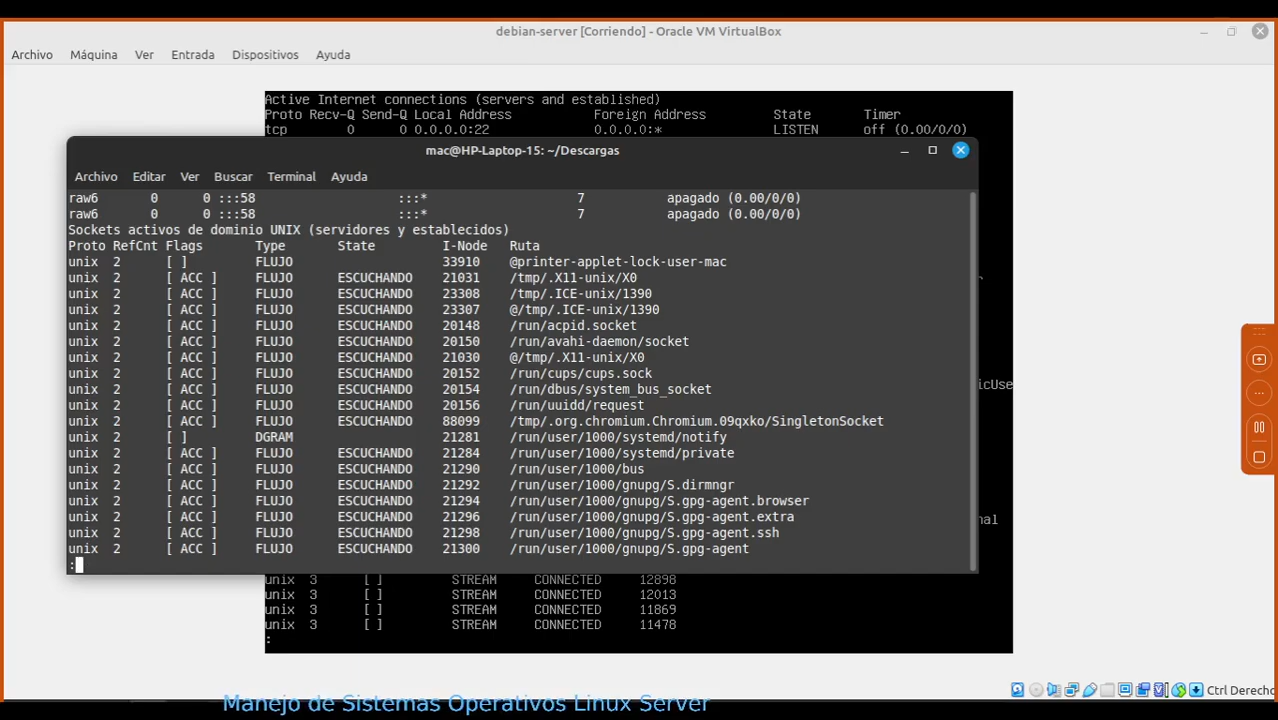 debian-server [Corriendo] - Oracle VM VirtualBox
Archivo Máquina Ver Entrada Dispositivos Ayuda
Active Internet connections (servers and established)
Proto Recv-Q Send-Q Local Address Foreign Address State Timer
tcp 0 0 0.0.0.0:22 0.0.0.0:* LISTEN off (0.00/0/0)
mac@HP-Laptop-15: ~/Descargas
Archivo Editar Ver Buscar Terminal Ayuda
raw6 0 0 :::58 :::* 7 apagado (0.00/0/0)
raw6 0 0 :::58 :::* 7 apagado (0.00/0/0)
Sockets activos de dominio UNIX (servidores y establecidos)
Proto RefCnt Flags Type State I-Node Ruta
unix 2 [ ] FLUJO 33910 @printer-applet-lock-user-mac
unix 2 [ ACC ] FLUJO ESCUCHANDO 21031 /tmp/.X11-unix/X0
unix 2 [ ACC ] FLUJO ESCUCHANDO 23308 /tmp/.ICE-unix/1390
unix 2 [ ACC ] FLUJO ESCUCHANDO 23307 @/tmp/.ICE-unix/1390
unix 2 [ ACC ] FLUJO ESCUCHANDO 20148 /run/acpid.socket
unix 2 [ ACC ] FLUJO ESCUCHANDO 20150 /run/avahi-daemon/socket
unix 2 [ ACC ] FLUJO ESCUCHANDO 21030 @/tmp/.X11-unix/X0
unix 2 [ ACC ] FLUJO ESCUCHANDO 20152 /run/cups/cups.sock
unix 2 [ ACC ] FLUJO ESCUCHANDO 20154 /run/dbus/system_bus_socket
unix 2 [ ACC ] FLUJO ESCUCHANDO 20156 /run/uuidd/request
unix 2 [ ACC ] FLUJO ESCUCHANDO 88099 /tmp/.org.chromium.Chromium.09qxko/SingletonSocket
unix 2 [ ] DGRAM 21281 /run/user/1000/systemd/notify
unix 2 [ ACC ] FLUJO ESCUCHANDO 21284 /run/user/1000/systemd/private
unix 2 [ ACC ] FLUJO ESCUCHANDO 21290 /run/user/1000/bus
unix 2 [ ACC ] FLUJO ESCUCHANDO 21292 /run/user/1000/gnupg/S.dirmngr
unix 2 [ ACC ] FLUJO ESCUCHANDO 21294 /run/user/1000/gnupg/S.gpg-agent.browser
unix 2 [ ACC ] FLUJO ESCUCHANDO 21296 /run/user/1000/gnupg/S.gpg-agent.extra
unix 2 [ ACC ] FLUJO ESCUCHANDO 21298 /run/user/1000/gnupg/S.gpg-agent.ssh
unix 2 [ ACC ] FLUJO ESCUCHANDO 21300 /run/user/1000/gnupg/S.gpg-agent
:
icUse
nal
unix 3 [ ] STREAM CONNECTED 12898
unix 3 [ ] STREAM CONNECTED 12013
unix 3 [ ] STREAM CONNECTED 11869
unix 3 [ ] STREAM CONNECTED 11478
:
Ctrl Derecho
Manejo de Sistemas Operativos Linux Server